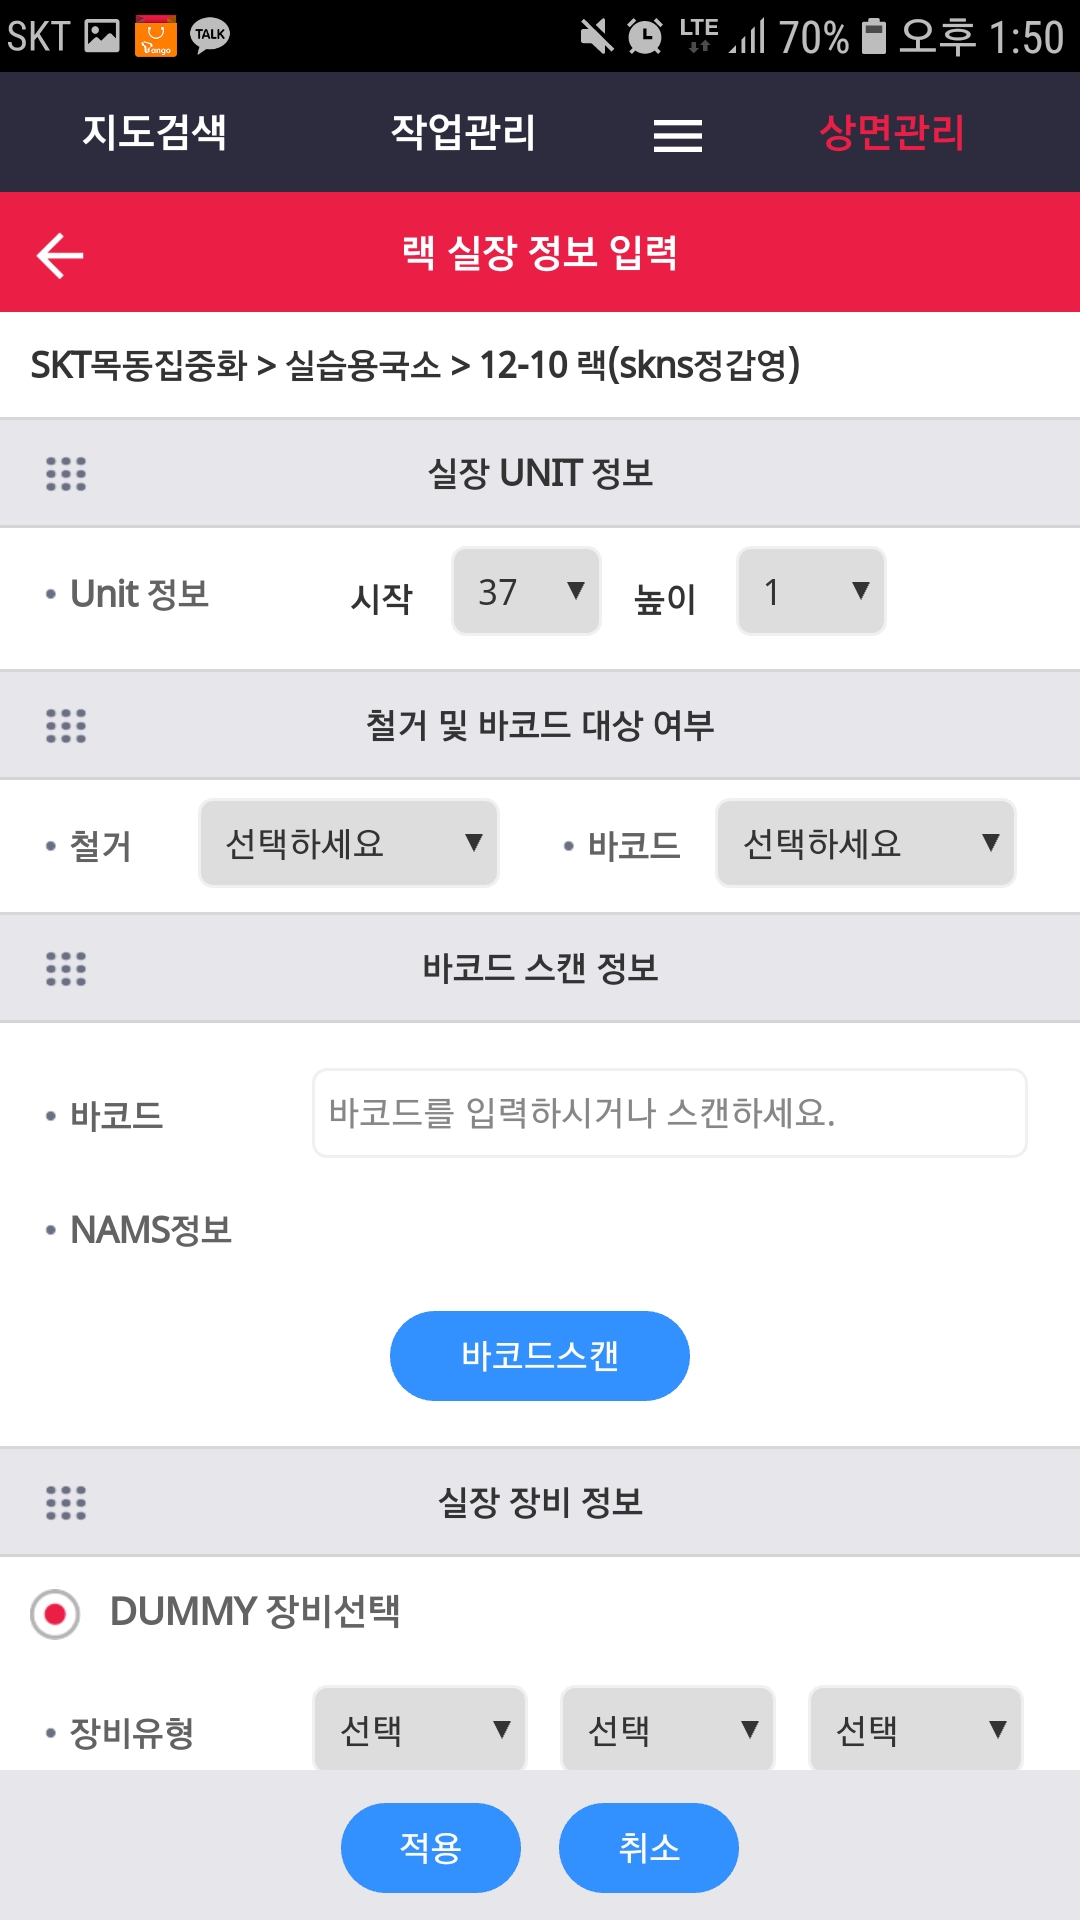 SKT TALK LTE 70% 오후 1:50
지도검색 작업관리 상면관리
랙 실장 정보 입력
SKT목동집중화 > 실습용국소 > 12-10 랙(skns정갑영)
실장 UNIT 정보
Unit 정보 시작 37 ▼ 높이 1 ▼
철거 및 바코드 대상 여부
철거 선택하세요 ▼ 바코드 선택하세요 ▼
바코드 스캔 정보
바코드 바코드를 입력하시거나 스캔하세요.
NAMS정보
바코드스캔
실장 장비 정보
DUMMY 장비선택
장비유형 선택 ▼ 선택 ▼ 선택 ▼
적용 취소